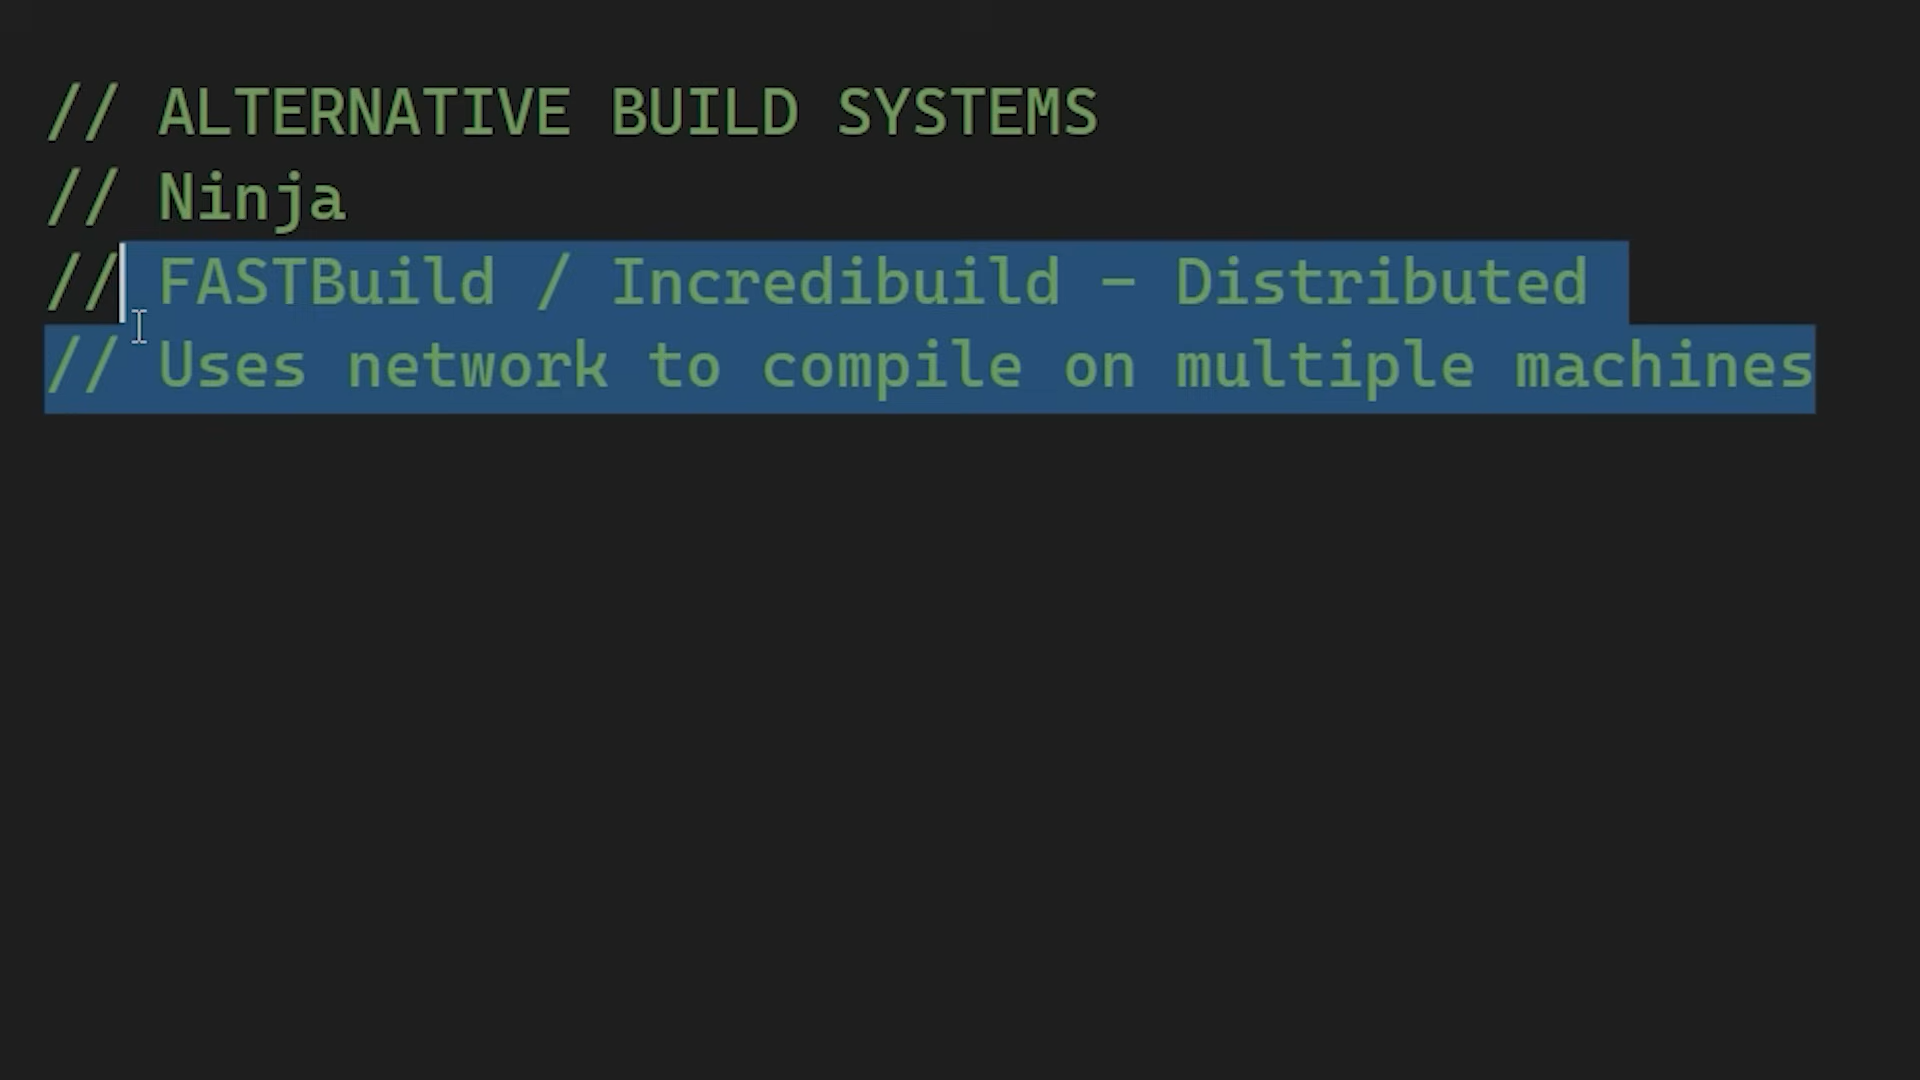 // ALTERNATIVE BUILD SYSTEMS
// Ninja
// FASTBuild / Incredibuild - Distributed
// Uses network to compile on multiple machines